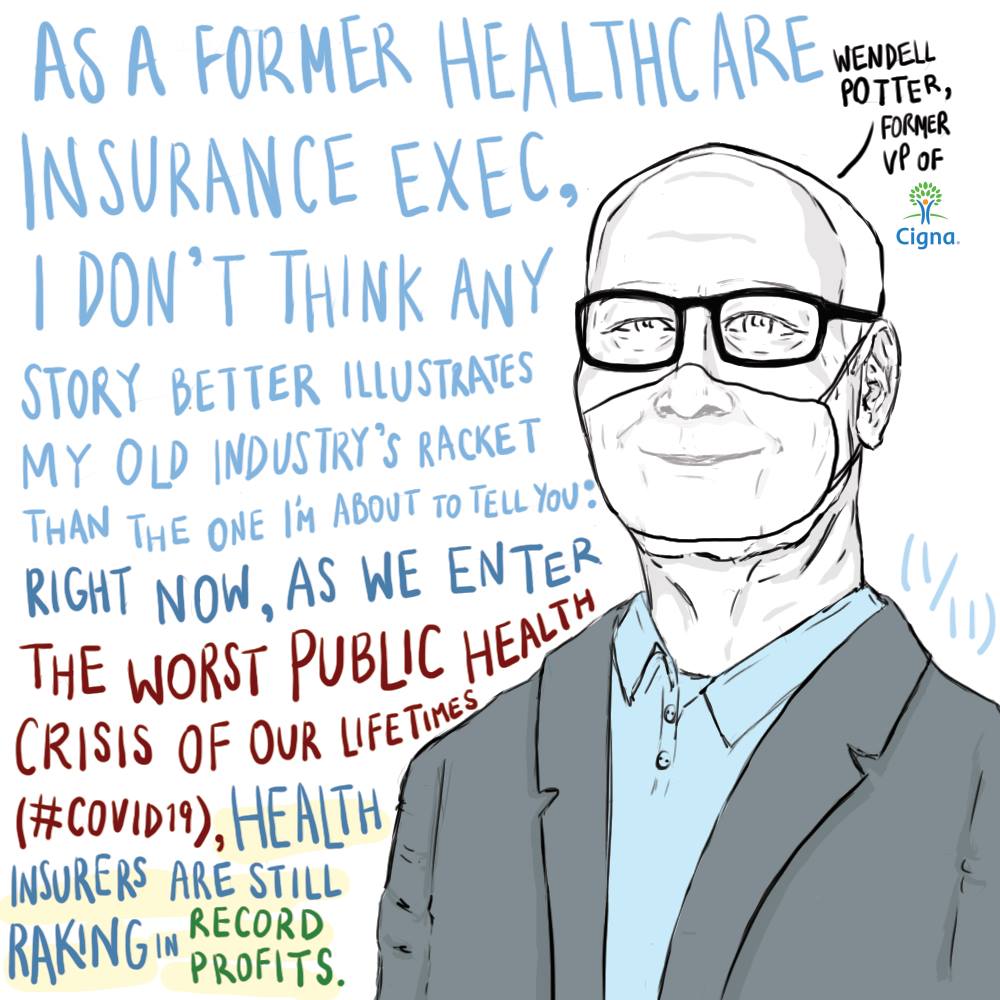 AS A FORMER HEALTHCARE
INSURANCE EXEC,
I DON'T THINK ANY
STORY BETTER ILLUSTRATES
MY OLD INDUSTRY'S RACKET
THAN THE ONE I'M ABOUT TO TELL YOU:
RIGHT NOW, AS WE ENTER
THE WORST PUBLIC HEALTH
CRISIS OF OUR LIFETIMES
(#COVID19), HEALTH
INSURERS ARE STILL
RAKING IN RECORD
PROFITS.
WENDELL
POTTER,
FORMER
VP OF
Cigna.
(1/11)